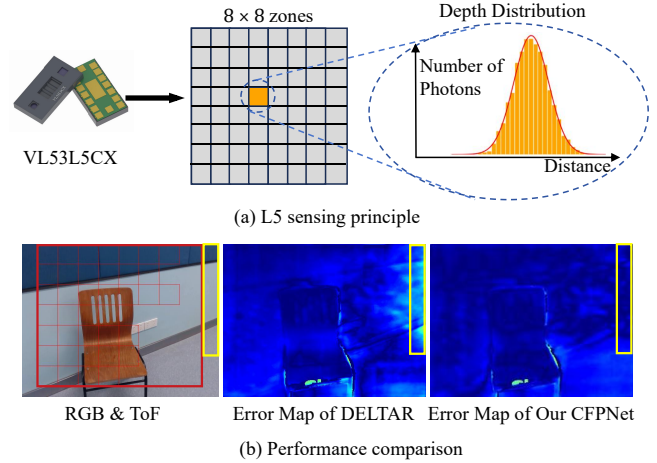 8 × 8 zones
Depth Distribution
Number of
Photons
VL53L5CX
Distance
(a) L5 sensing principle
RGB & ToF
Error Map of DELTAR
Error Map of Our CFPNet
(b) Performance comparison